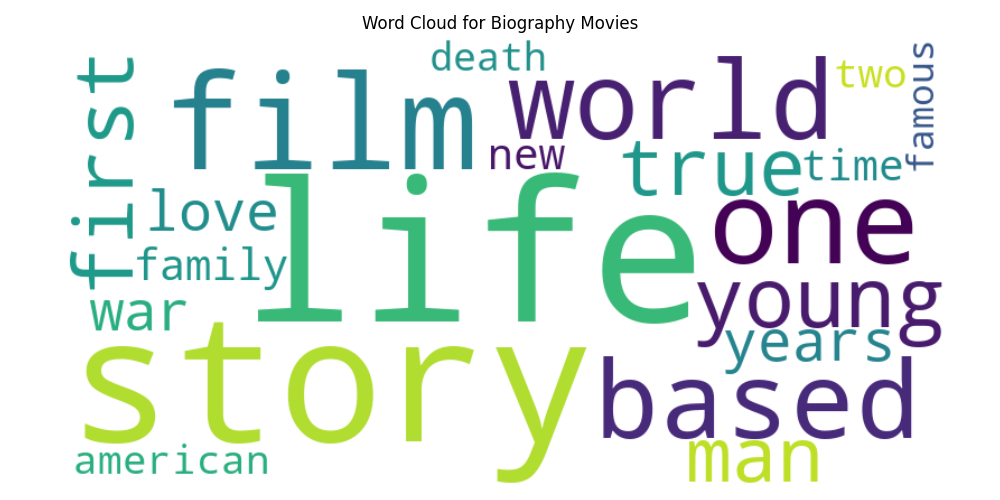 Word Cloud for Biography Movies
death
two
famous
first
film
world
new
true
time
love
life
one
family
young
war
years
story
based
american
man